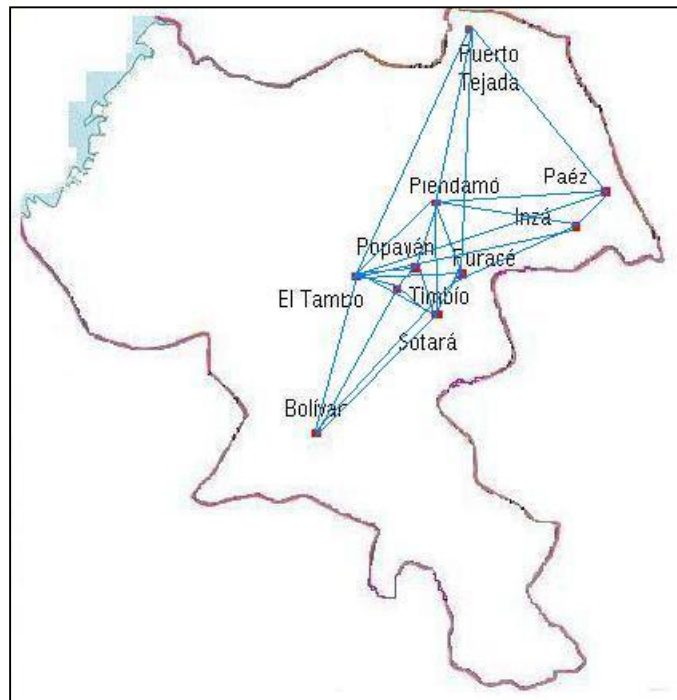 Puerto
Tejada
Piendamó
Paéz
Inzá
Popayán
Puracé
El Tambo
Timbío
Sotará
Bolívar